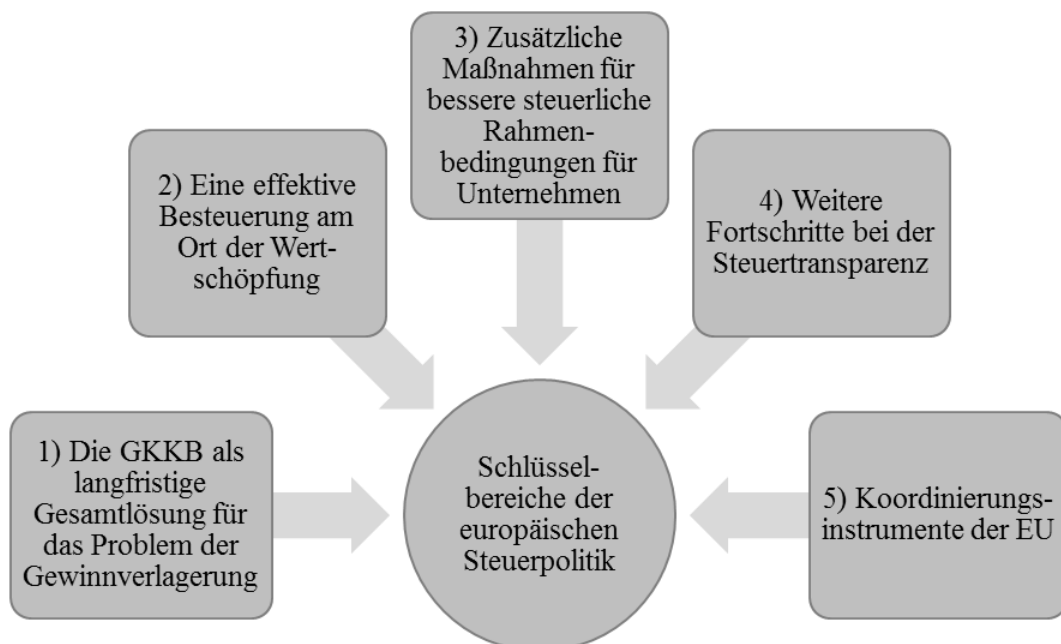 1) Die GKKB als
langfristige
Gesamtlösung für
das Problem der
Gewinnverlagerung
2) Eine effektive
Besteuerung am
Ort der Wert-
schöpfung
3) Zusätzliche
Maßnahmen für
bessere steuerliche
Rahmen-
bedingungen für
Unternehmen
4) Weitere
Fortschritte bei der
Steuertransparenz
5) Koordinierungs-
instrumente der EU
Schlüssel-
bereiche der
europäischen
Steuerpolitik